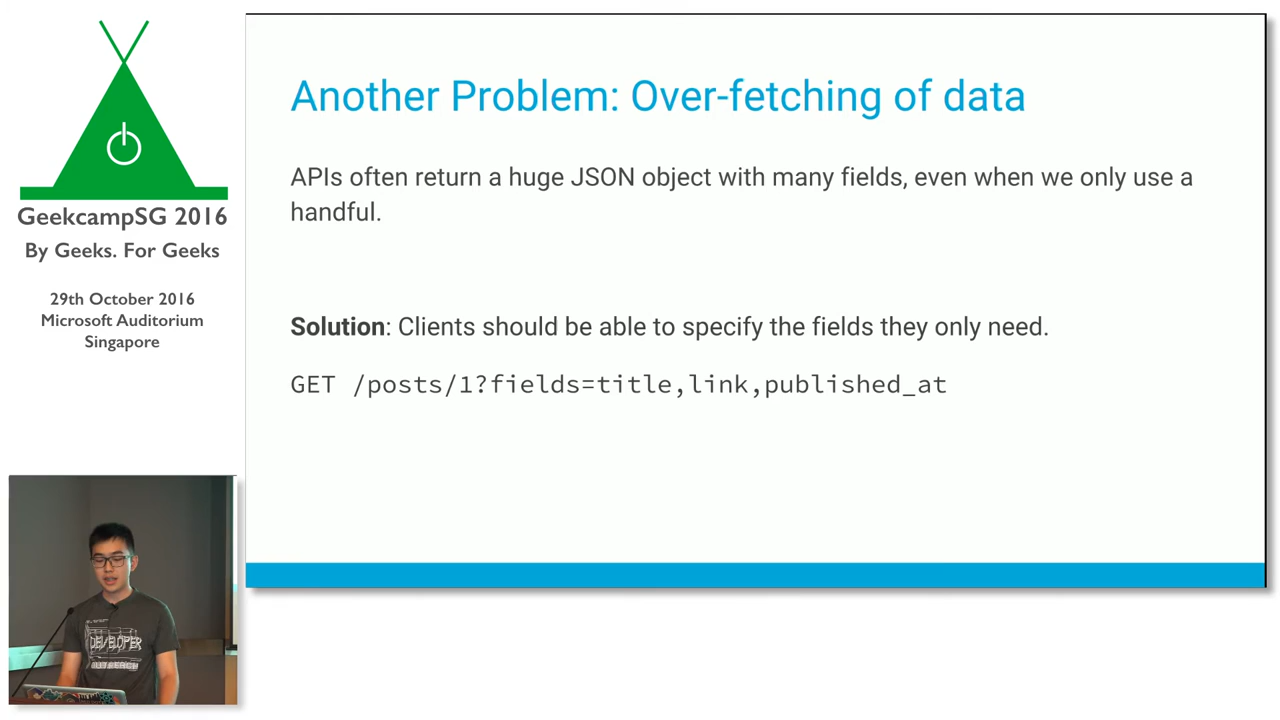 GeekcampSG 2016
By Geeks. For Geeks
29th October 2016
Microsoft Auditorium
Singapore
Another Problem: Over-fetching of data
APIs often return a huge JSON object with many fields, even when we only use a
handful.
Solution: Clients should be able to specify the fields they only need.
GET /posts/1?fields=title,link,published_at
DEVELOPER
OUTREACH